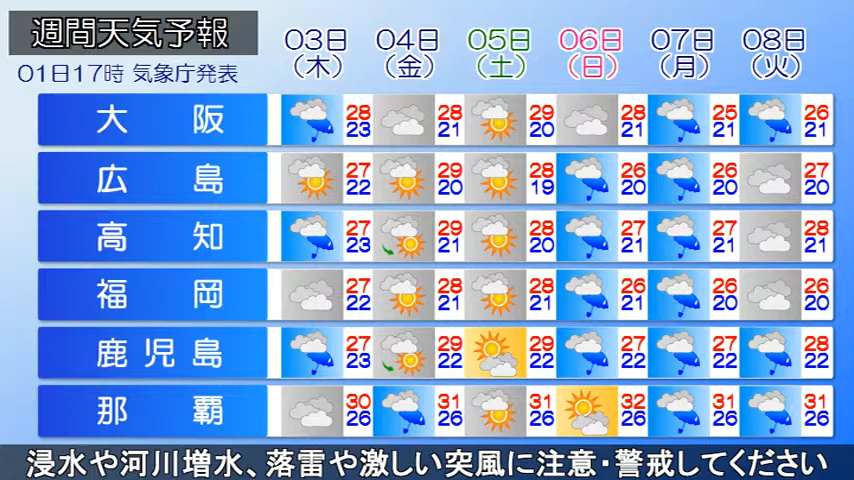 週間天気予報
01日17時 気象庁発表
03日 04日 05日 06日 07日 08日
（木） （金） （土） （日） （月） （火）
大阪 28 23 28 21 29 20 28 21 25 21 26 21
広島 27 22 29 20 28 19 26 20 26 20 27 20
高知 27 23 29 21 28 20 27 21 27 21 28 21
福岡 27 22 28 21 28 21 26 21 26 20 26 20
鹿児島 27 23 29 22 29 22 27 22 27 22 28 22
那覇 30 26 31 26 31 26 32 26 31 26 31 26
浸水や河川増水、落雷や激しい突風に注意・警戒してください